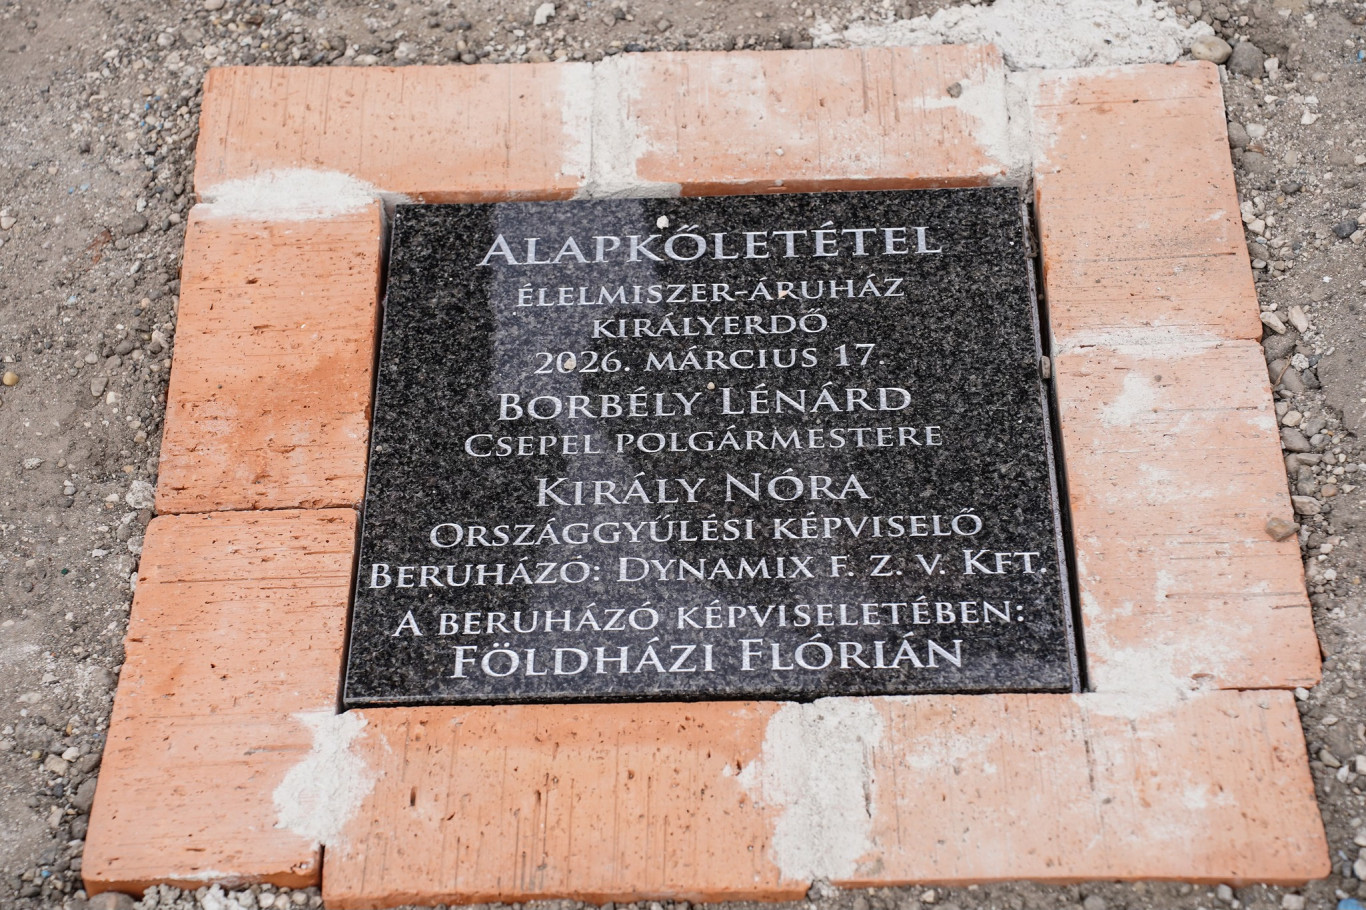 ALAPKŐLETÉTEL
ÉLELMISZER-ÁRUHÁZ
KIRÁLYERDŐ
2026. MÁRCIUS 17.
BORBÉLY LÉNÁRD
CSEPEL POLGÁRMESTERE
KIRÁLY NÓRA
ORSZÁGGYÚLÉSI KÉPVISELŐ
BERUHÁZÓ: DYNAMIX F. Z. V. KFT.
A BERUHÁZÓ KÉPVISELETÉBEN:
FÖLDHÁZI FLÓRIÁN